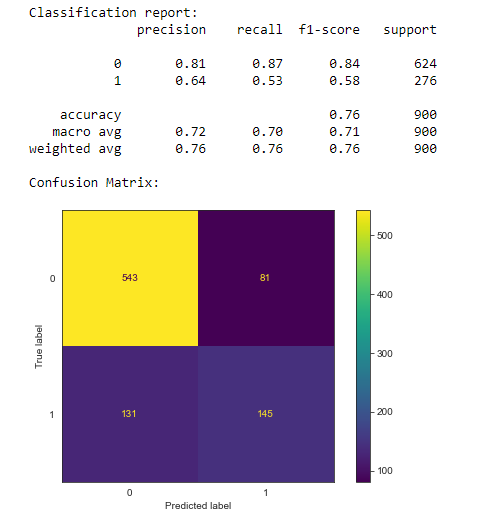 Classification report:
precision recall f1-score support
0 0.81 0.87 0.84 624
1 0.64 0.53 0.58 276
accuracy 0.76 900
macro avg 0.72 0.70 0.71 900
weighted avg 0.76 0.76 0.76 900
Confusion Matrix:
500
0 543 81
400
True label
300
1 131 145
200
100
0 1
Predicted label